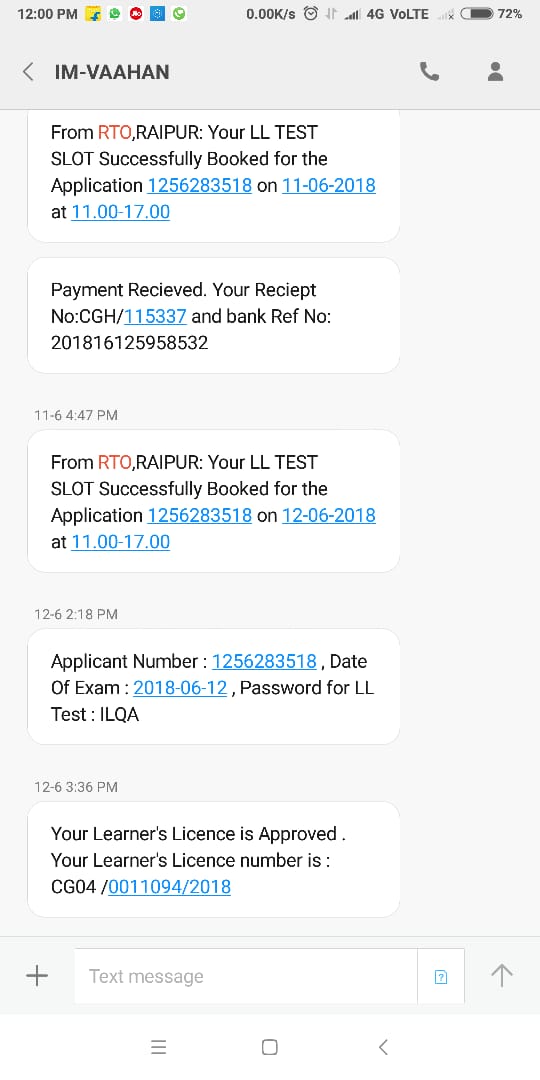 12:00 PM Jio 0.00K/s 4G VoLTE 72%
IM-VAAHAN
From RTO,RAIPUR: Your LL TEST
SLOT Successfully Booked for the
Application 1256283518 on 11-06-2018
at 11.00-17.00
Payment Recieved. Your Reciept
No:CGH/115337 and bank Ref No:
201816125958532
11-6 4:47 PM
From RTO,RAIPUR: Your LL TEST
SLOT Successfully Booked for the
Application 1256283518 on 12-06-2018
at 11.00-17.00
12-6 2:18 PM
Applicant Number : 1256283518 , Date
Of Exam : 2018-06-12 , Password for LL
Test : ILQA
12-6 3:36 PM
Your Learner's Licence is Approved .
Your Learner's Licence number is :
CG04 /0011094/2018
Text message